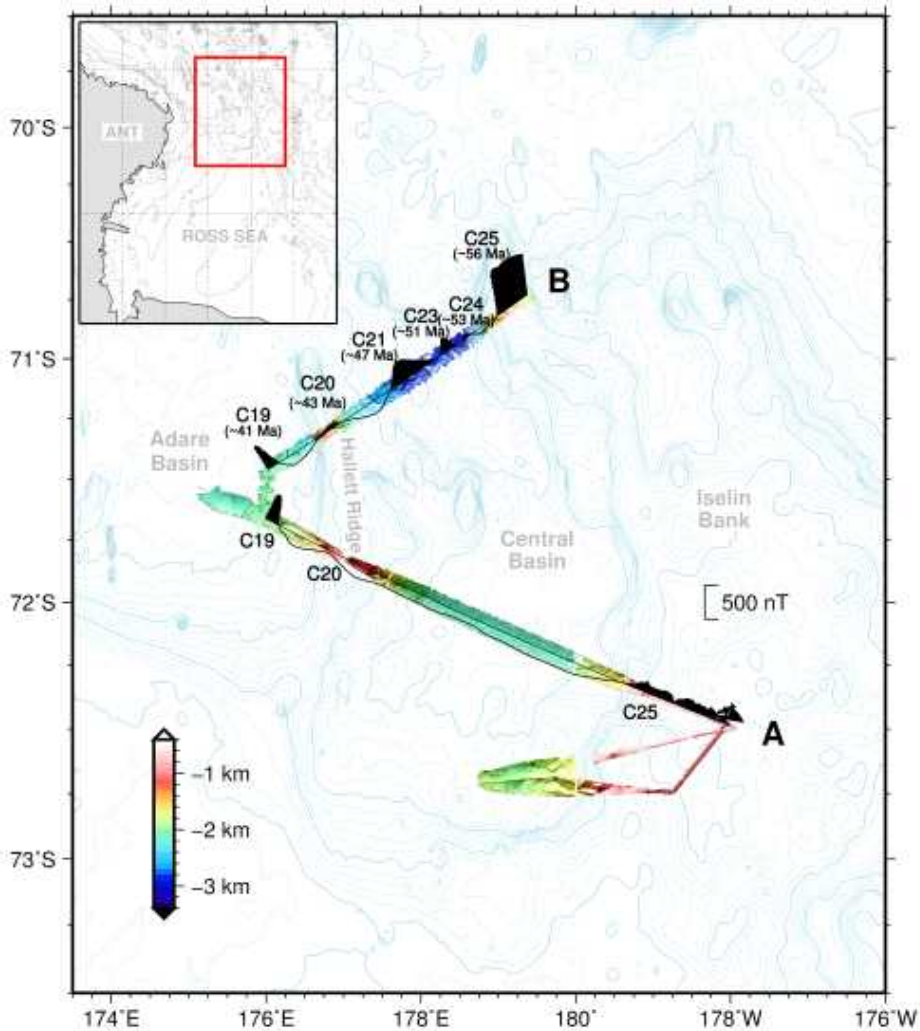 ANT
ROSS SEA
70°S
71°S
72°S
73°S
C25
(~56 Ma)
B
C24
(~53 Ma)
C23
(~51 Ma)
C21
(~47 Ma)
C20
(~43 Ma)
C19
(~41 Ma)
Adare
Basin
Hallett Ridge
Iselin
Bank
Central
Basin
C19
C20
500 nT
C25
A
−1 km
−2 km
−3 km
174°E
176°E
178°E
180°
178°W
176°W